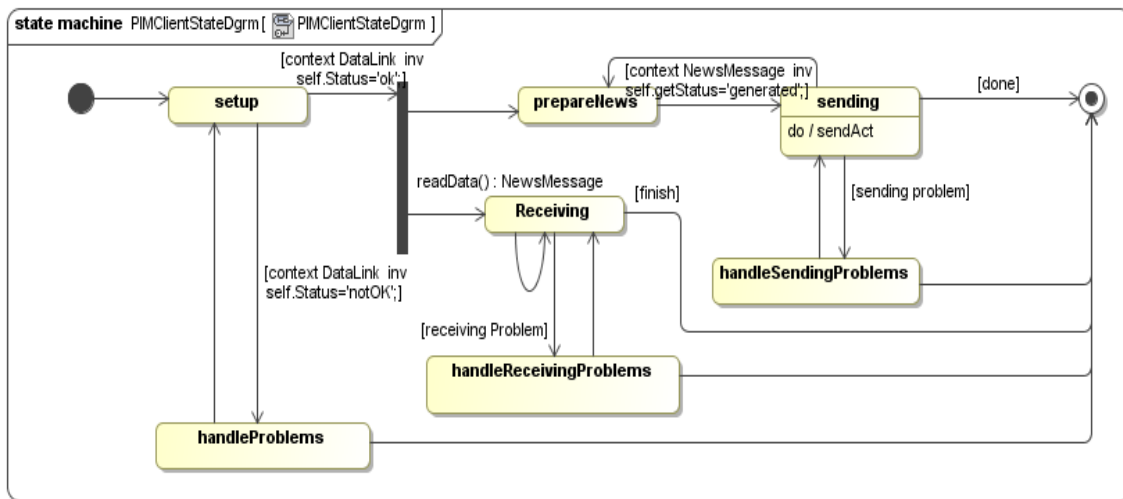 state machine PIMClientStateDgrm [ PIMClientStateDgrm ]
[context DataLink inv
self.Status='ok';]
setup
[context NewsMessage inv
self.getStatus='generated';]
prepareNews
sending
do / sendAct
[done]
readData() : NewsMessage
Receiving
[finish]
[sending problem]
handleSendingProblems
[context DataLink inv
self.Status='notOK';]
[receiving Problem]
handleReceivingProblems
handleProblems